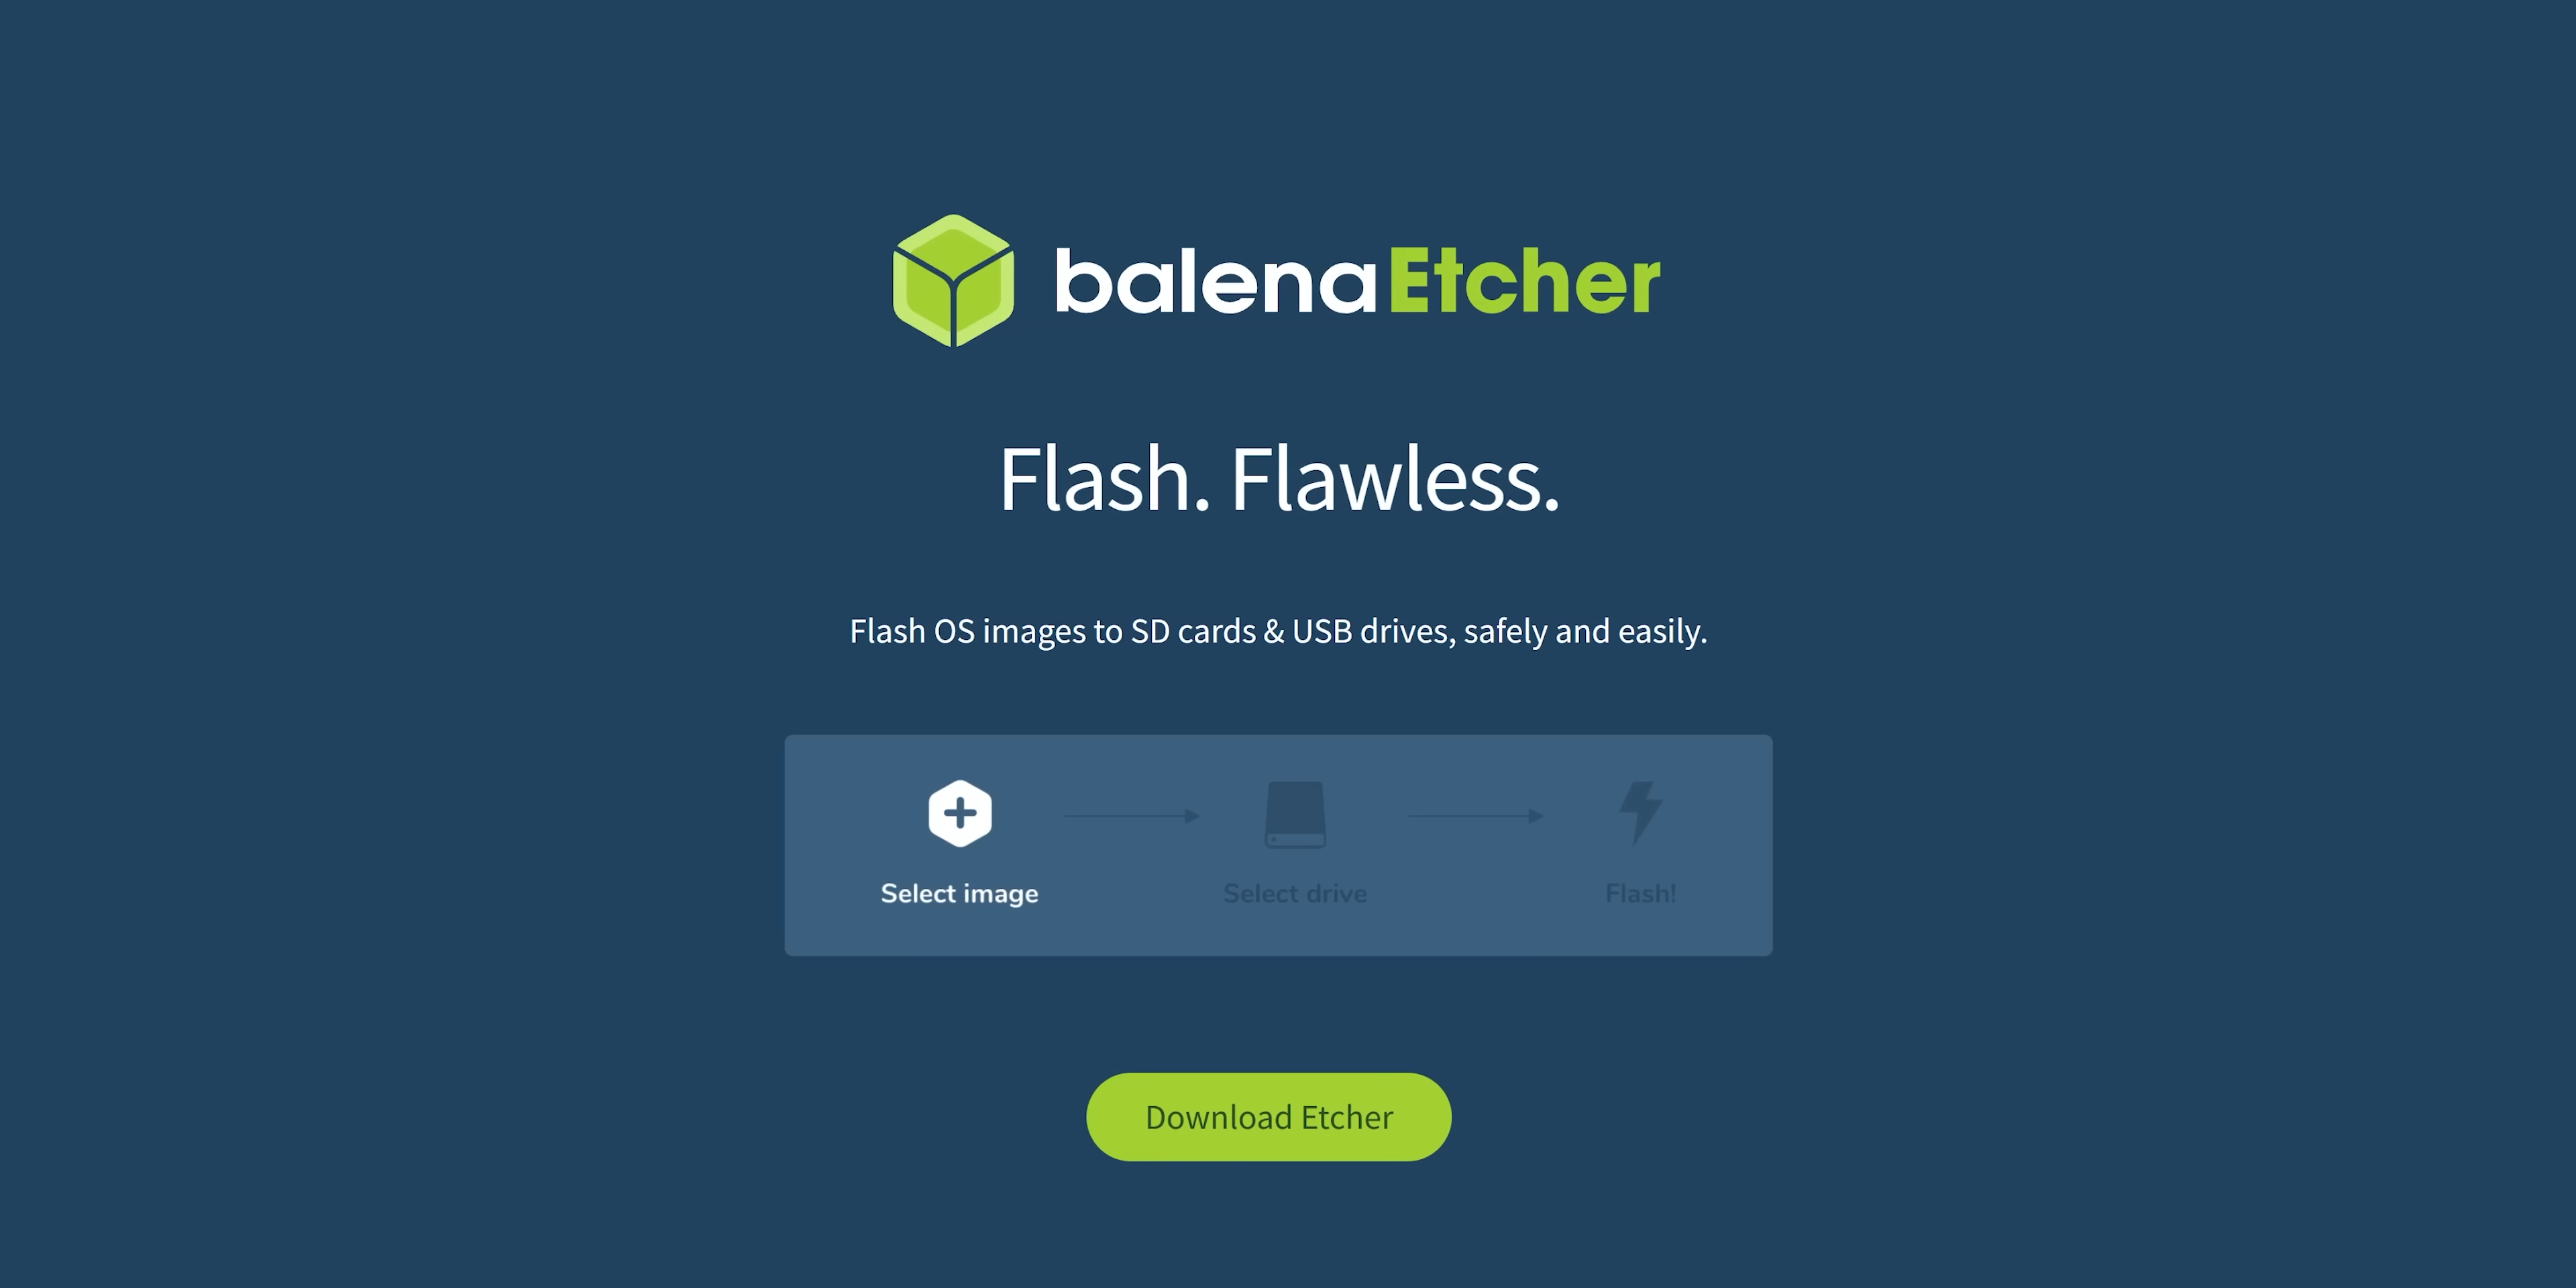 balenaEtcher
Flash. Flawless.
Flash OS images to SD cards & USB drives, safely and easily.
Select image
Select drive
Flash!
Download Etcher